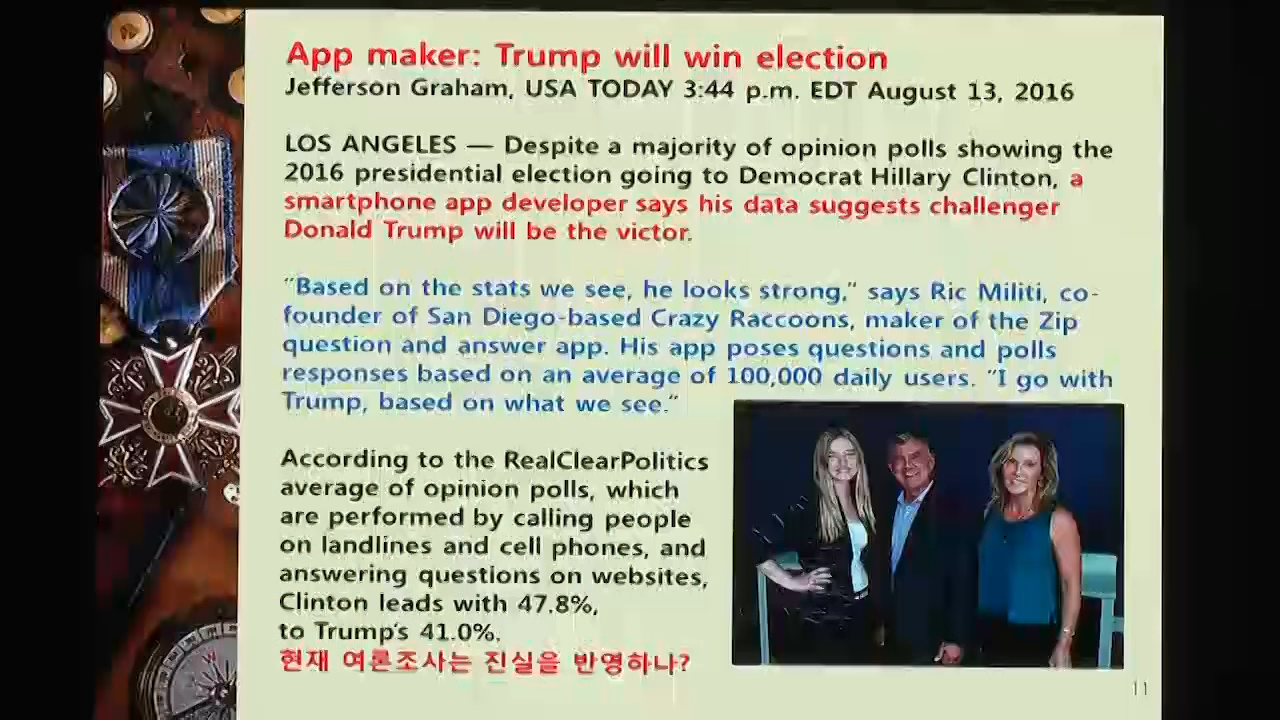 App maker: Trump will win election
Jefferson Graham, USA TODAY 3:44 p.m. EDT August 13, 2016
LOS ANGELES — Despite a majority of opinion polls showing the
2016 presidential election going to Democrat Hillary Clinton, a
smartphone app developer says his data suggests challenger
Donald Trump will be the victor.
"Based on the stats we see, he looks strong," says Ric Militi, co-
founder of San Diego-based Crazy Raccoons, maker of the Zip
question and answer app. His app poses questions and polls
responses based on an average of 100,000 daily users. "I go with
Trump, based on what we see."
According to the RealClearPolitics
average of opinion polls, which
are performed by calling people
on landlines and cell phones, and
answering questions on websites,
Clinton leads with 47.8%,
to Trump's 41.0%.
현재 여론조사는 진실을 반영하나?
11